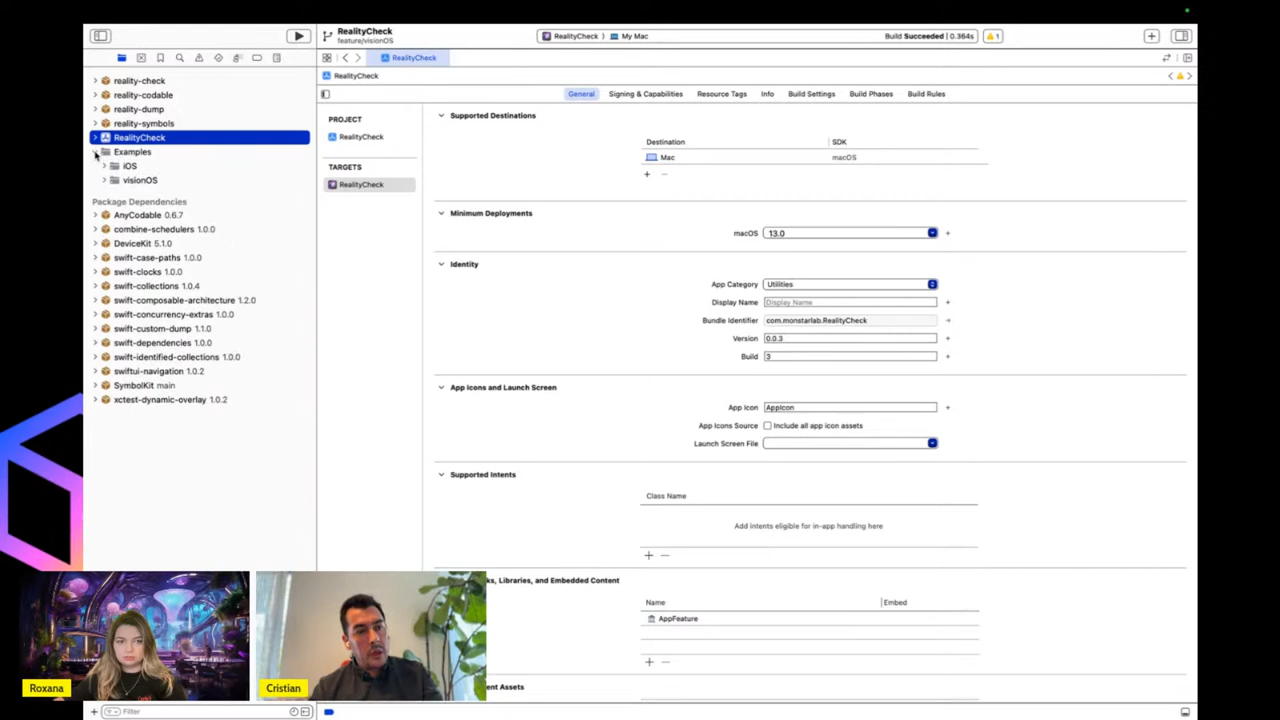 RealityCheck
feature/visionOS
RealityCheck
My Mac
Build Succeeded | 0.364s
1
RealityCheck
RealityCheck
reality-check
reality-codable
reality-dump
reality-symbols
RealityCheck
Examples
iOS
visionOS
Package Dependencies
AnyCodable 0.6.7
combine-schedulers 1.0.0
DeviceKit 5.1.0
swift-case-paths 1.0.0
swift-clocks 1.0.0
swift-collections 1.0.4
swift-composable-architecture 1.2.0
swift-concurrency-extras 1.0.0
swift-custom-dump 1.1.0
swift-dependencies 1.0.0
swift-identified-collections 1.0.0
swiftui-navigation 1.0.2
SymbolKit main
xctest-dynamic-overlay 1.0.2
General
Signing & Capabilities
Resource Tags
Info
Build Settings
Build Phases
Build Rules
PROJECT
RealityCheck
TARGETS
RealityCheck
Supported Destinations
Destination
SDK
Mac
macOS
Minimum Deployments
macOS
13.0
Identity
App Category
Utilities
Display Name
Display Name
Bundle Identifier
com.monstarlab.RealityCheck
Version
0.0.3
Build
3
App Icons and Launch Screen
App Icon
AppIcon
App Icons Source
Include all app icon assets
Launch Screen File
Supported Intents
Class Name
Add intents eligible for in-app handling here
ks, Libraries, and Embedded Content
Name
Embed
AppFeature
ent Assets
Roxana
Cristian
Filter